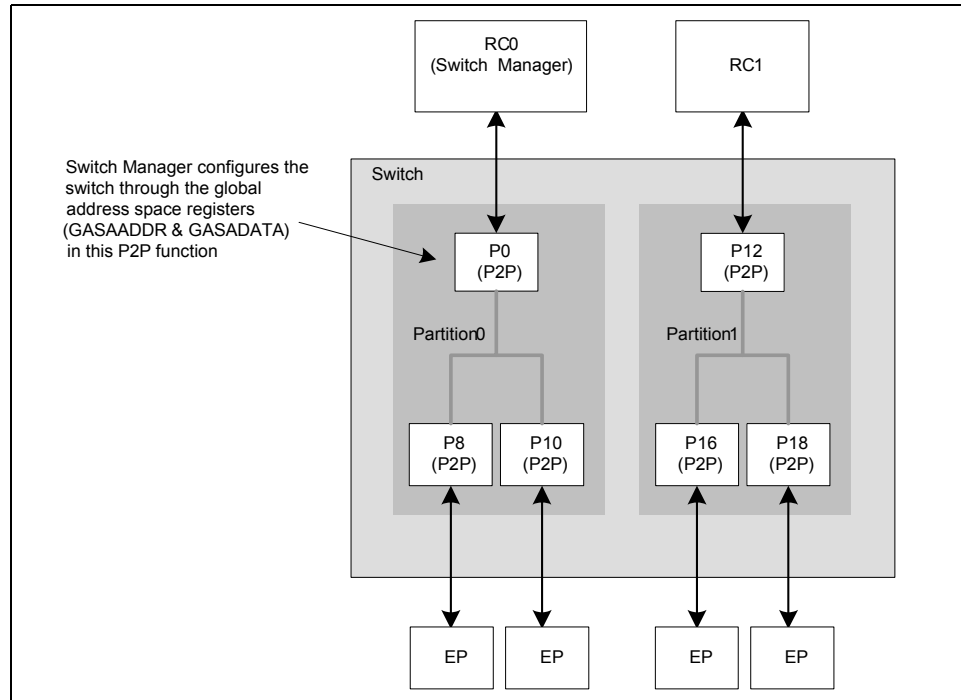 RC0
(Switch Manager)
RC1
Switch Manager configures the
switch through the global
address space registers
(GASAADDR & GASADATA)
in this P2P function
Switch
P0
(P2P)
P12
(P2P)
Partition0
Partition1
P8
(P2P)
P10
(P2P)
P16
(P2P)
P18
(P2P)
EP
EP
EP
EP